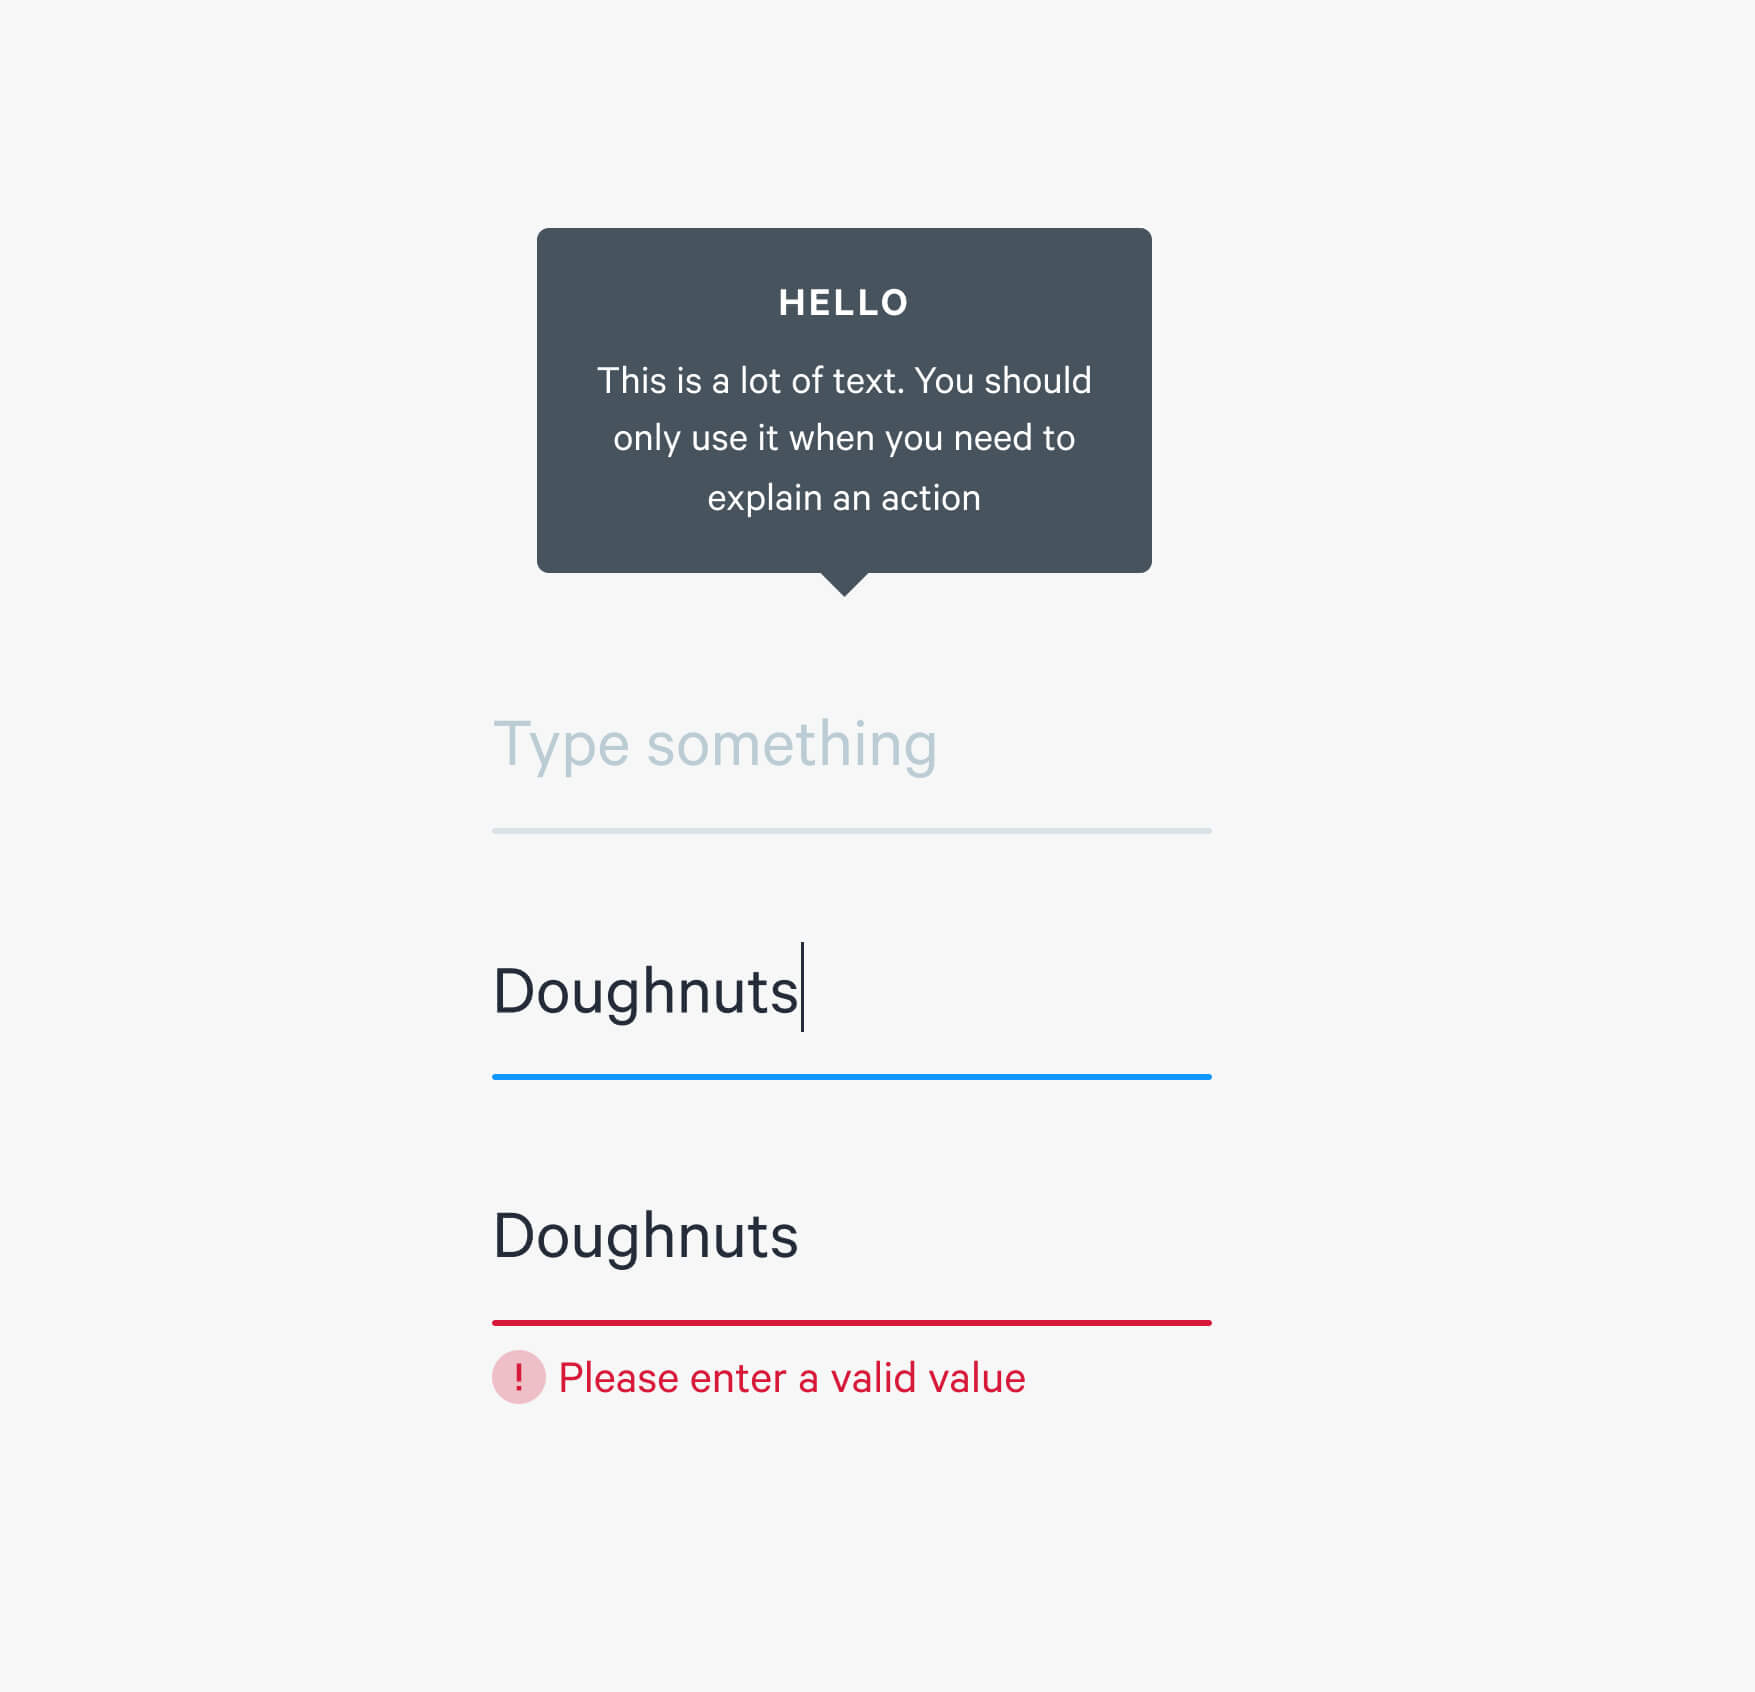 HELLO
This is a lot of text. You should
only use it when you need to
explain an action
Type something
Doughnuts
Doughnuts
! Please enter a valid value